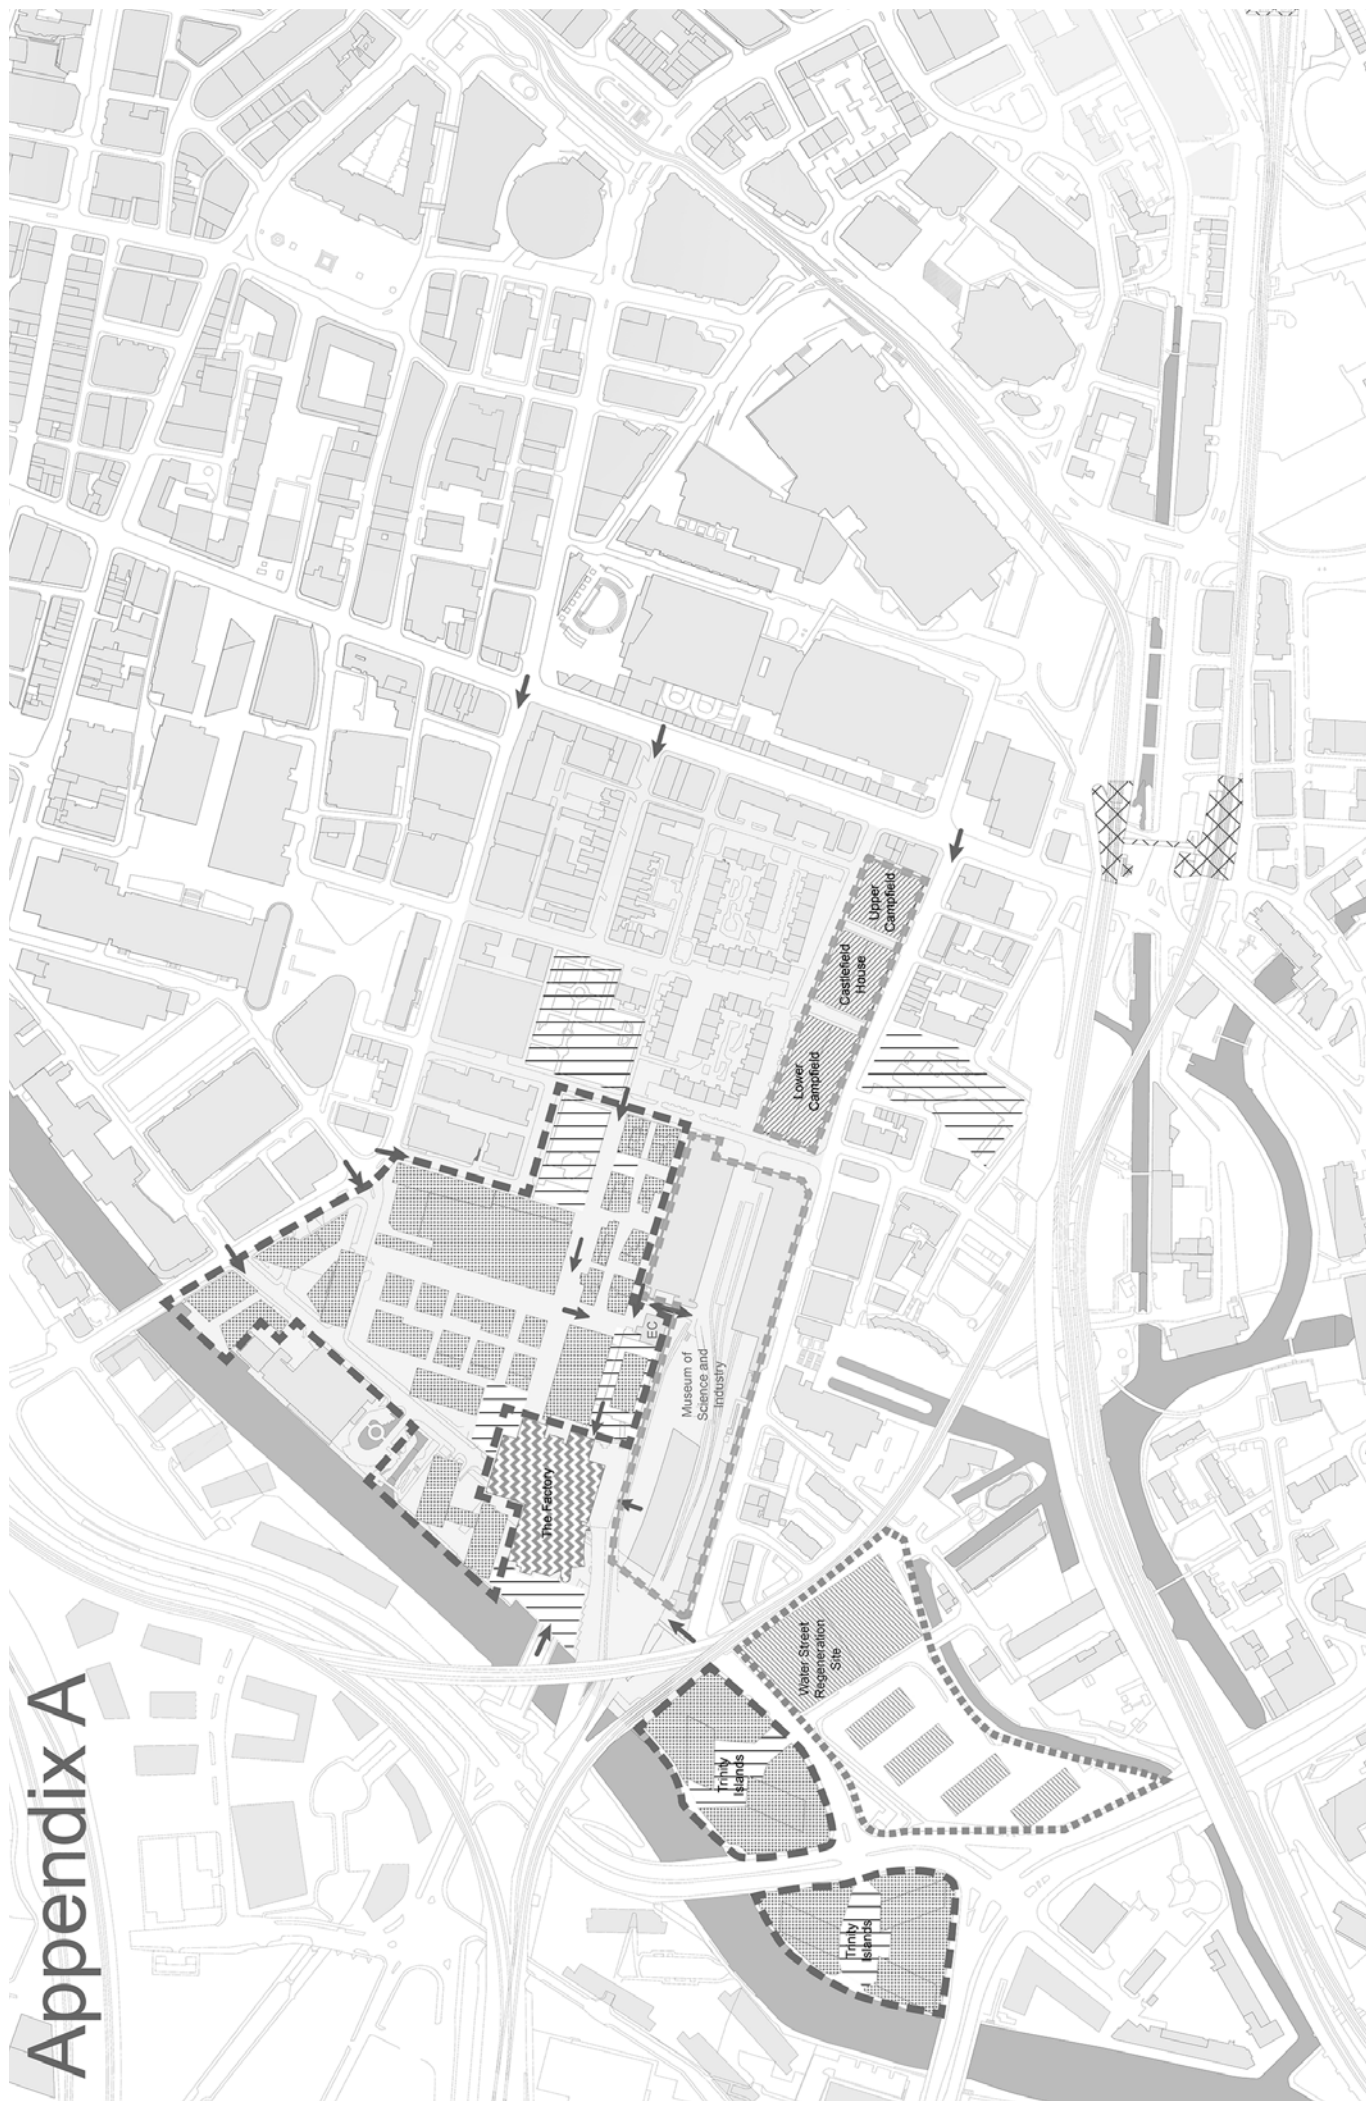 Appendix A
The Factory
EC
Museum of
Science and
Industry
Lower
Campfield
Castlefield
House
Upper
Campfield
Water Street
Regeneration
Site
Trinity
Islands
Trinity
Islands